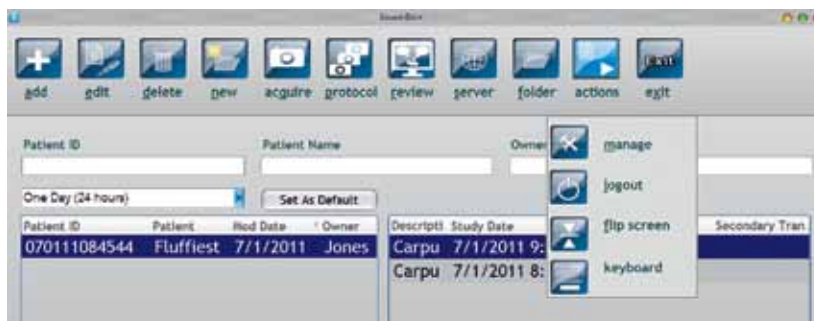 add edit delete new acquire protocol review server folder actions exit
Patient ID Patient Name Owner
manage
logout
One Day (24 hours) Set As Default
flip screen
Patient ID Patient Mod Date Owner Descripti Study Date Secondary Tran
070111084544 Fluffiest 7/1/2011 Jones Carpu 7/1/2011 9:
keyboard
Carpu 7/1/2011 8: